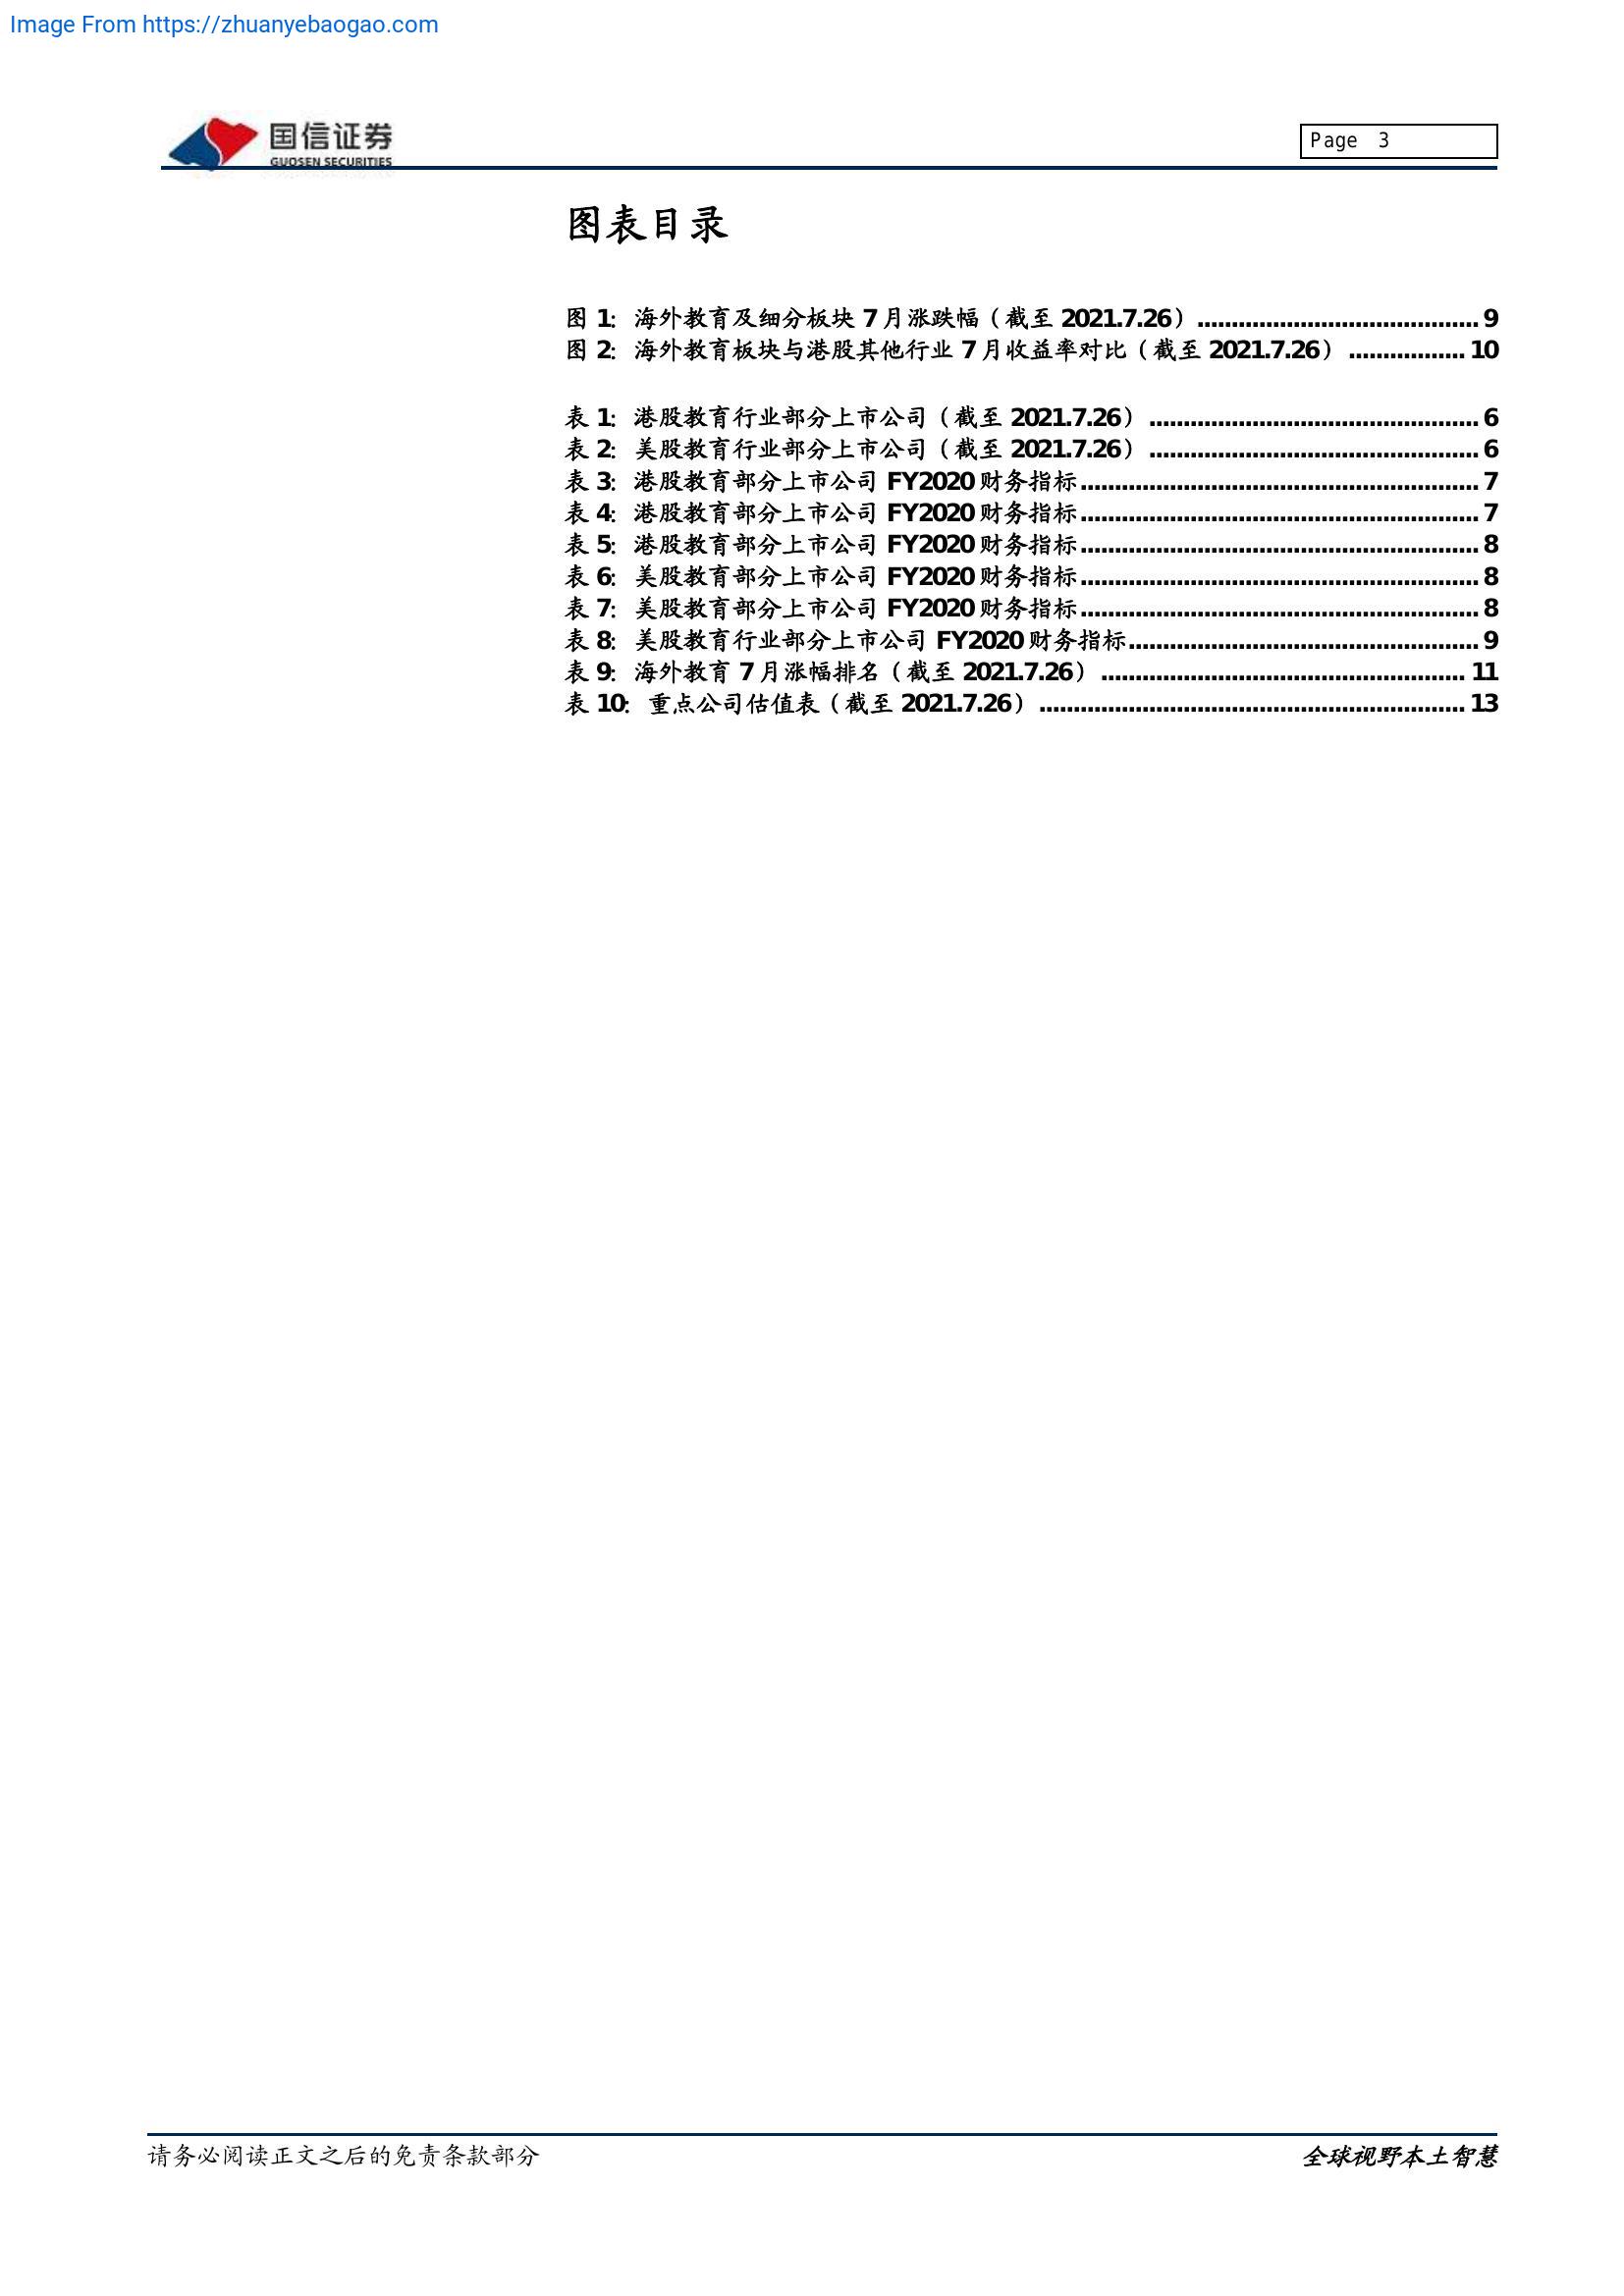 Image From https://zhuanyebaogao.com
国信证券
GUOSEN SECURITIES
Page 3
图表目录
图 1: 海外教育及细分板块 7 月涨跌幅（截至 2021.7.26）......................................... 9
图 2: 海外教育板块与港股其他行业 7 月收益率对比（截至 2021.7.26）................. 10
表 1: 港股教育行业部分上市公司（截至 2021.7.26）................................................ 6
表 2: 美股教育行业部分上市公司（截至 2021.7.26）................................................ 6
表 3: 港股教育部分上市公司 FY2020 财务指标.......................................................... 7
表 4: 港股教育部分上市公司 FY2020 财务指标.......................................................... 7
表 5: 港股教育部分上市公司 FY2020 财务指标.......................................................... 8
表 6: 美股教育部分上市公司 FY2020 财务指标.......................................................... 8
表 7: 美股教育部分上市公司 FY2020 财务指标.......................................................... 8
表 8: 美股教育行业部分上市公司 FY2020 财务指标................................................... 9
表 9: 海外教育 7 月涨幅排名（截至 2021.7.26）..................................................... 11
表 10: 重点公司估值表（截至 2021.7.26）.............................................................. 13
请务必阅读正文之后的免责条款部分
全球视野本土智慧